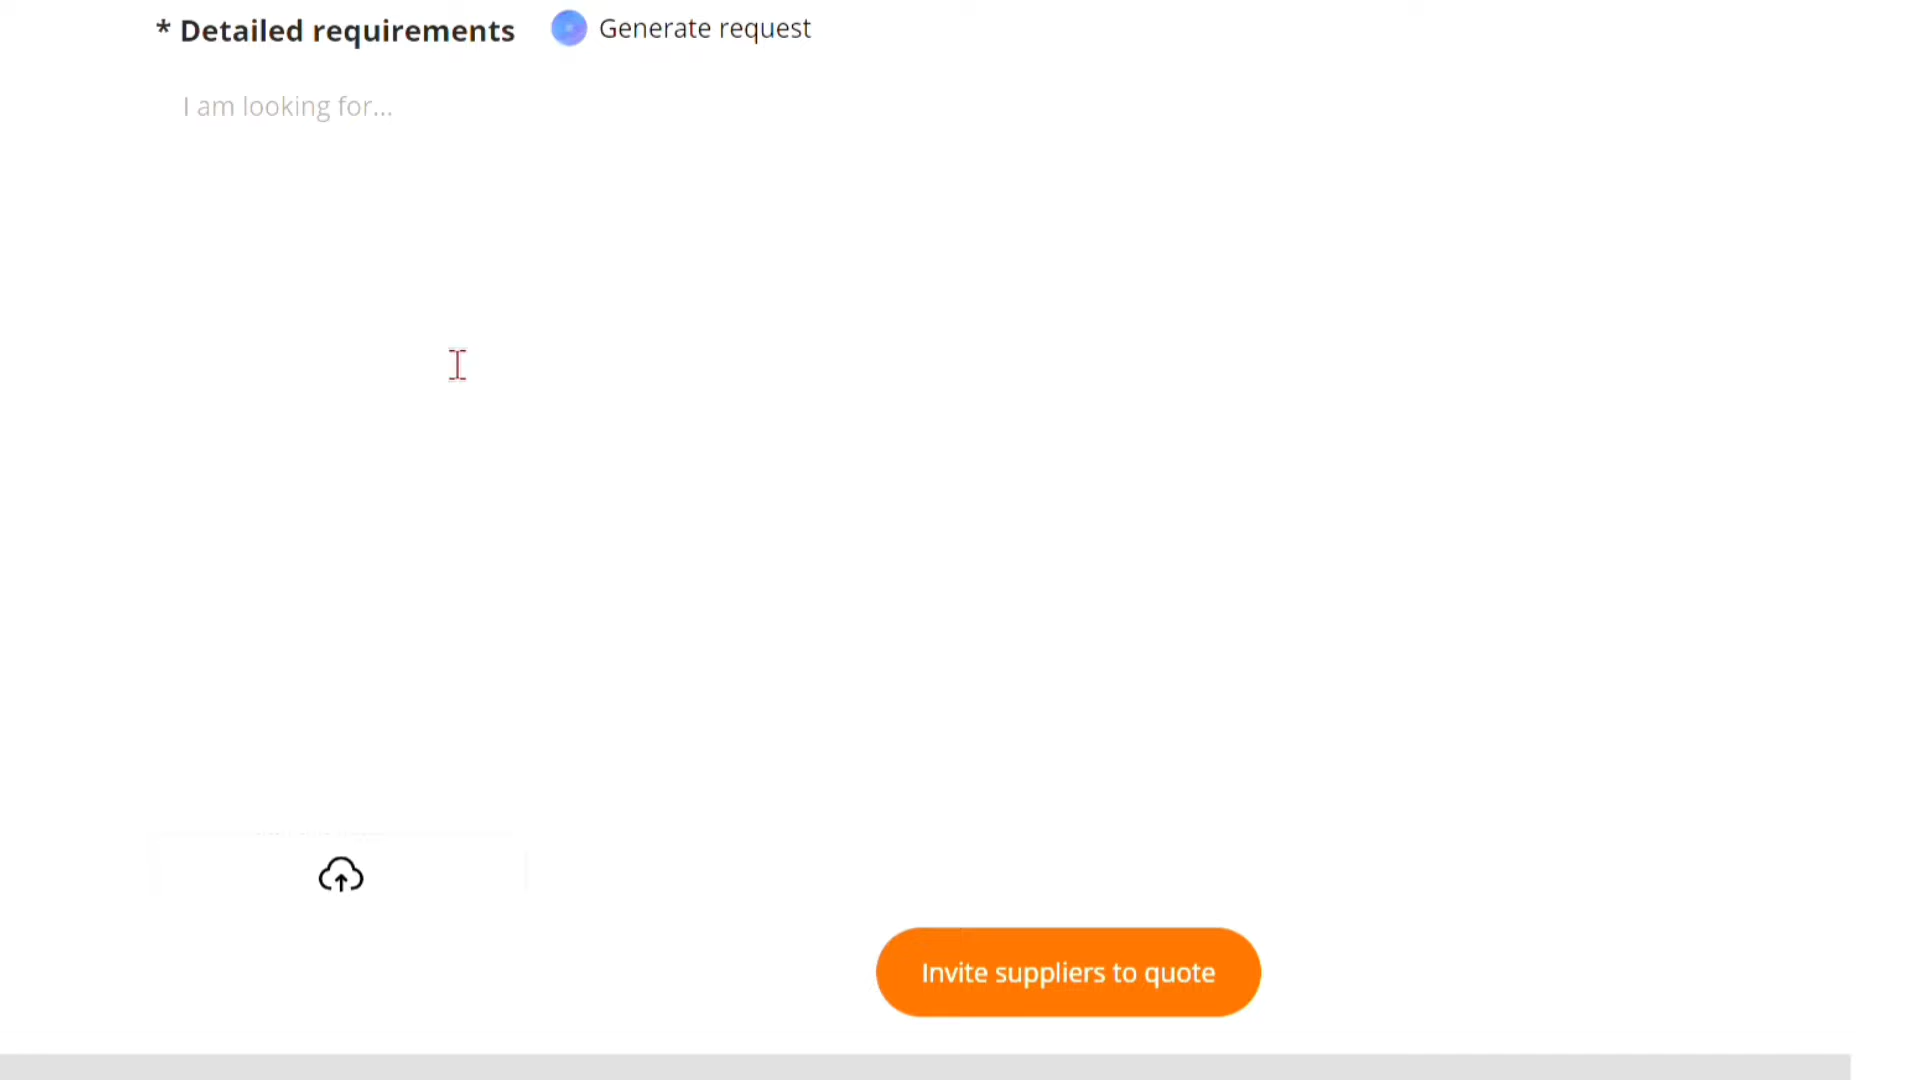 * Detailed requirements Generate request
I am looking for...
Invite suppliers to quote